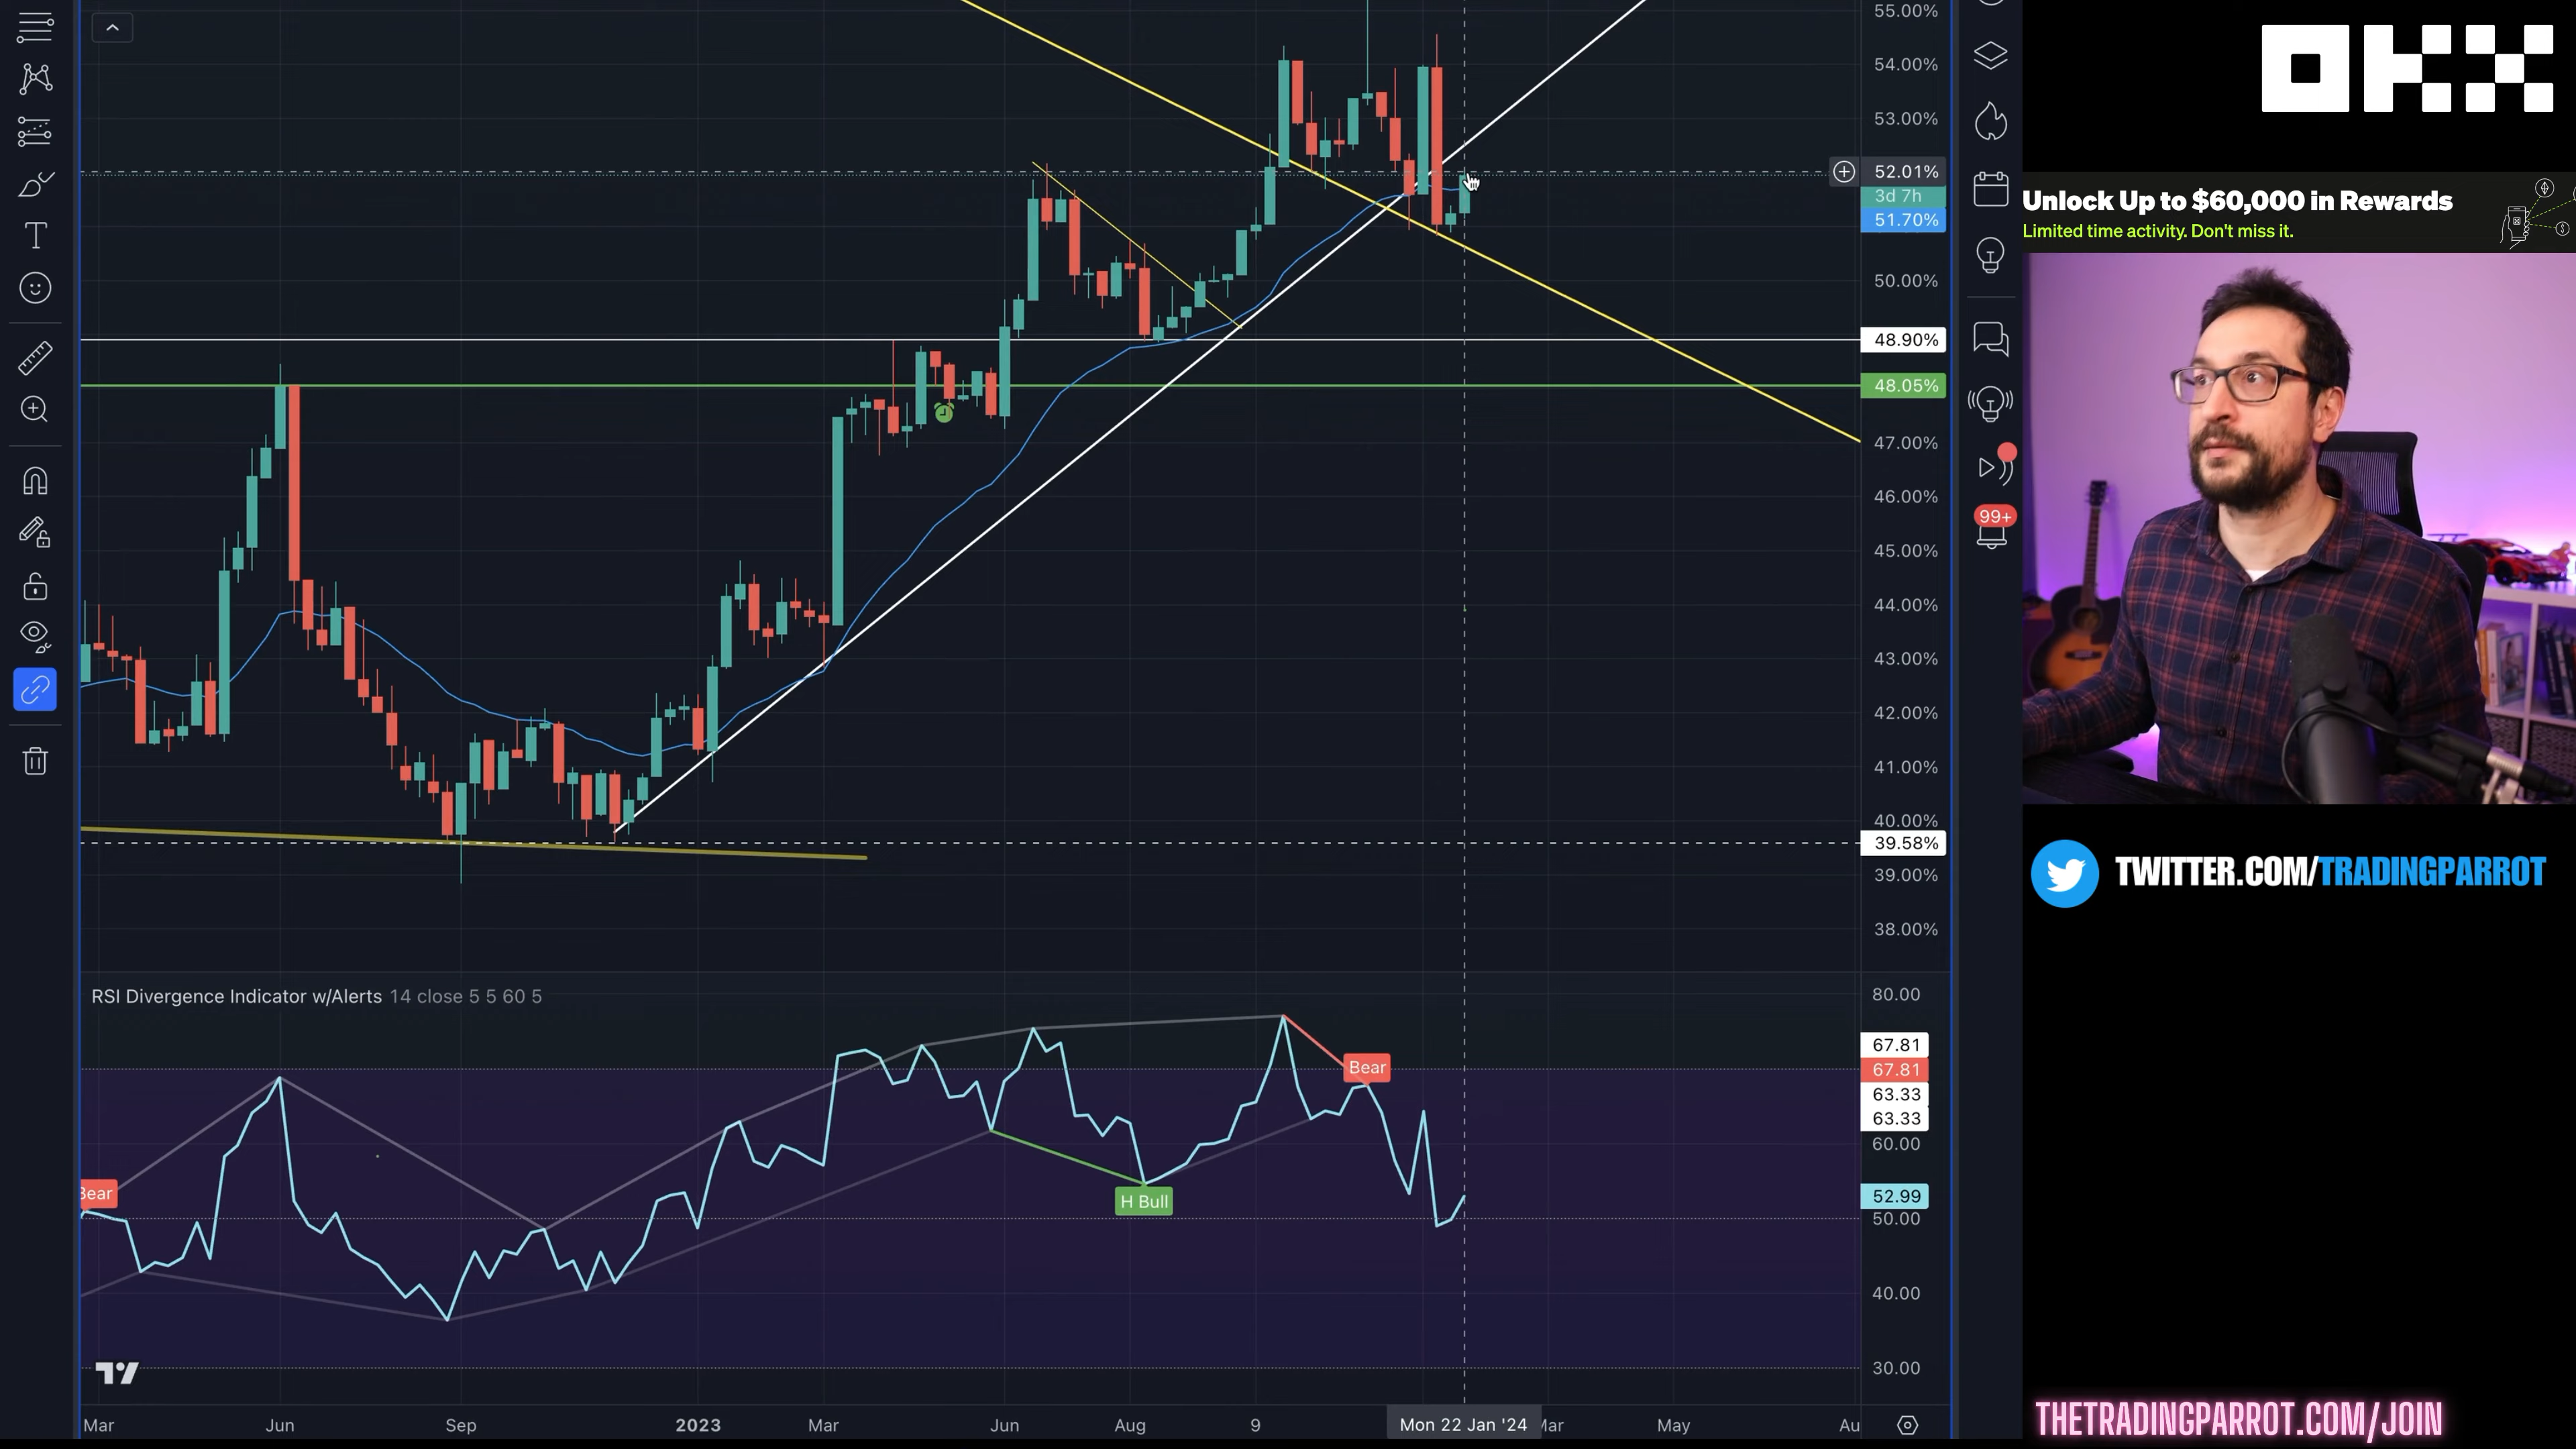 55.00%
54.00%
53.00%
52.01%
3d 7h
51.70%
50.00%
48.90%
48.05%
47.00%
46.00%
45.00%
44.00%
43.00%
42.00%
41.00%
40.00%
39.58%
39.00%
38.00%
RSI Divergence Indicator w/Alerts 14 close 5 5 60 5
80.00
67.81
67.81
63.33
63.33
60.00
52.99
50.00
40.00
30.00
Bear
Bear
H Bull
Mar Jun Sep 2023 Mar Jun Aug 9 Mon 22 Jan '24 Mar May Au
99+
OKX
Unlock Up to $60,000 in Rewards
Limited time activity. Don't miss it.
TWITTER.COM/TRADINGPARROT
THETRADINGPARROT.COM/JOIN